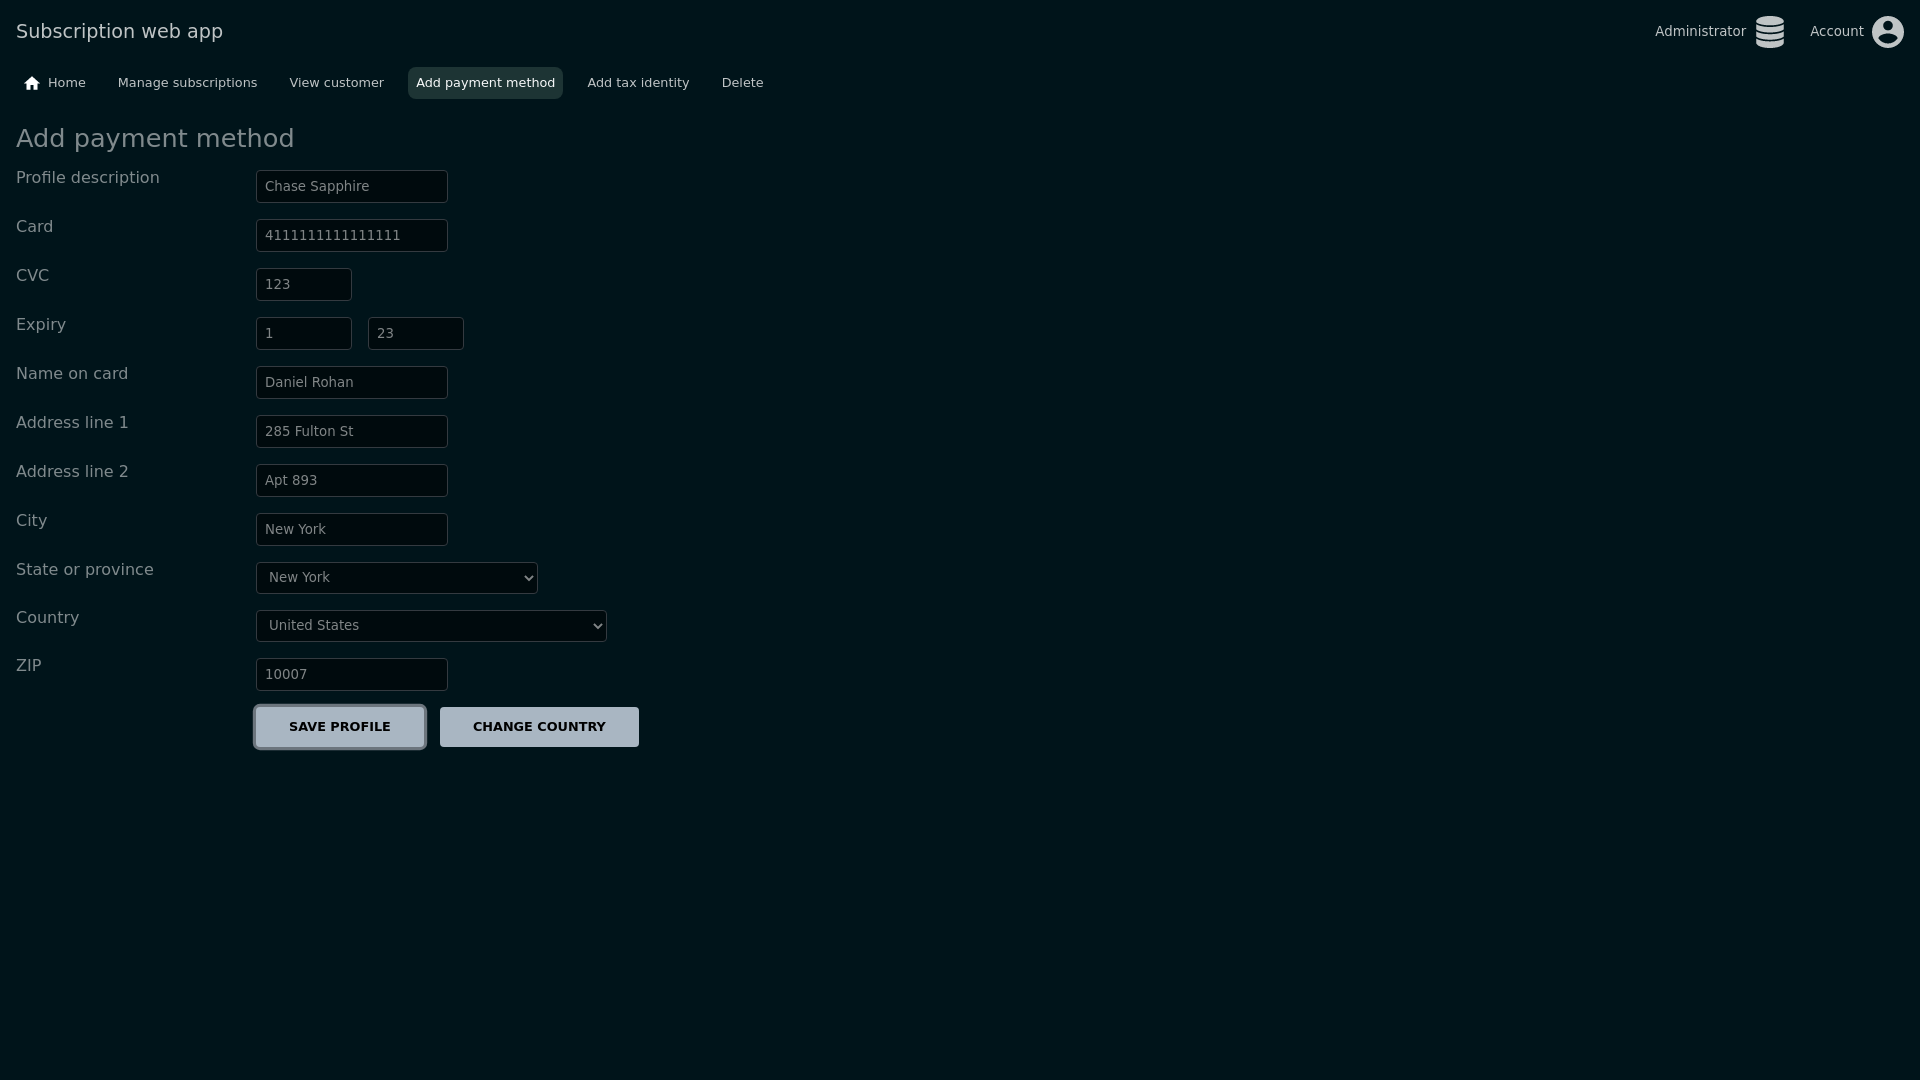 Subscription web app
Administrator
Account
Home
Manage subscriptions
View customer
Add payment method
Add tax identity
Delete
Add payment method
Profile description
Chase Sapphire
Card
4111111111111111
CVC
123
Expiry
1
23
Name on card
Daniel Rohan
Address line 1
285 Fulton St
Address line 2
Apt 893
City
New York
State or province
New York
Country
United States
ZIP
10007
SAVE PROFILE
CHANGE COUNTRY